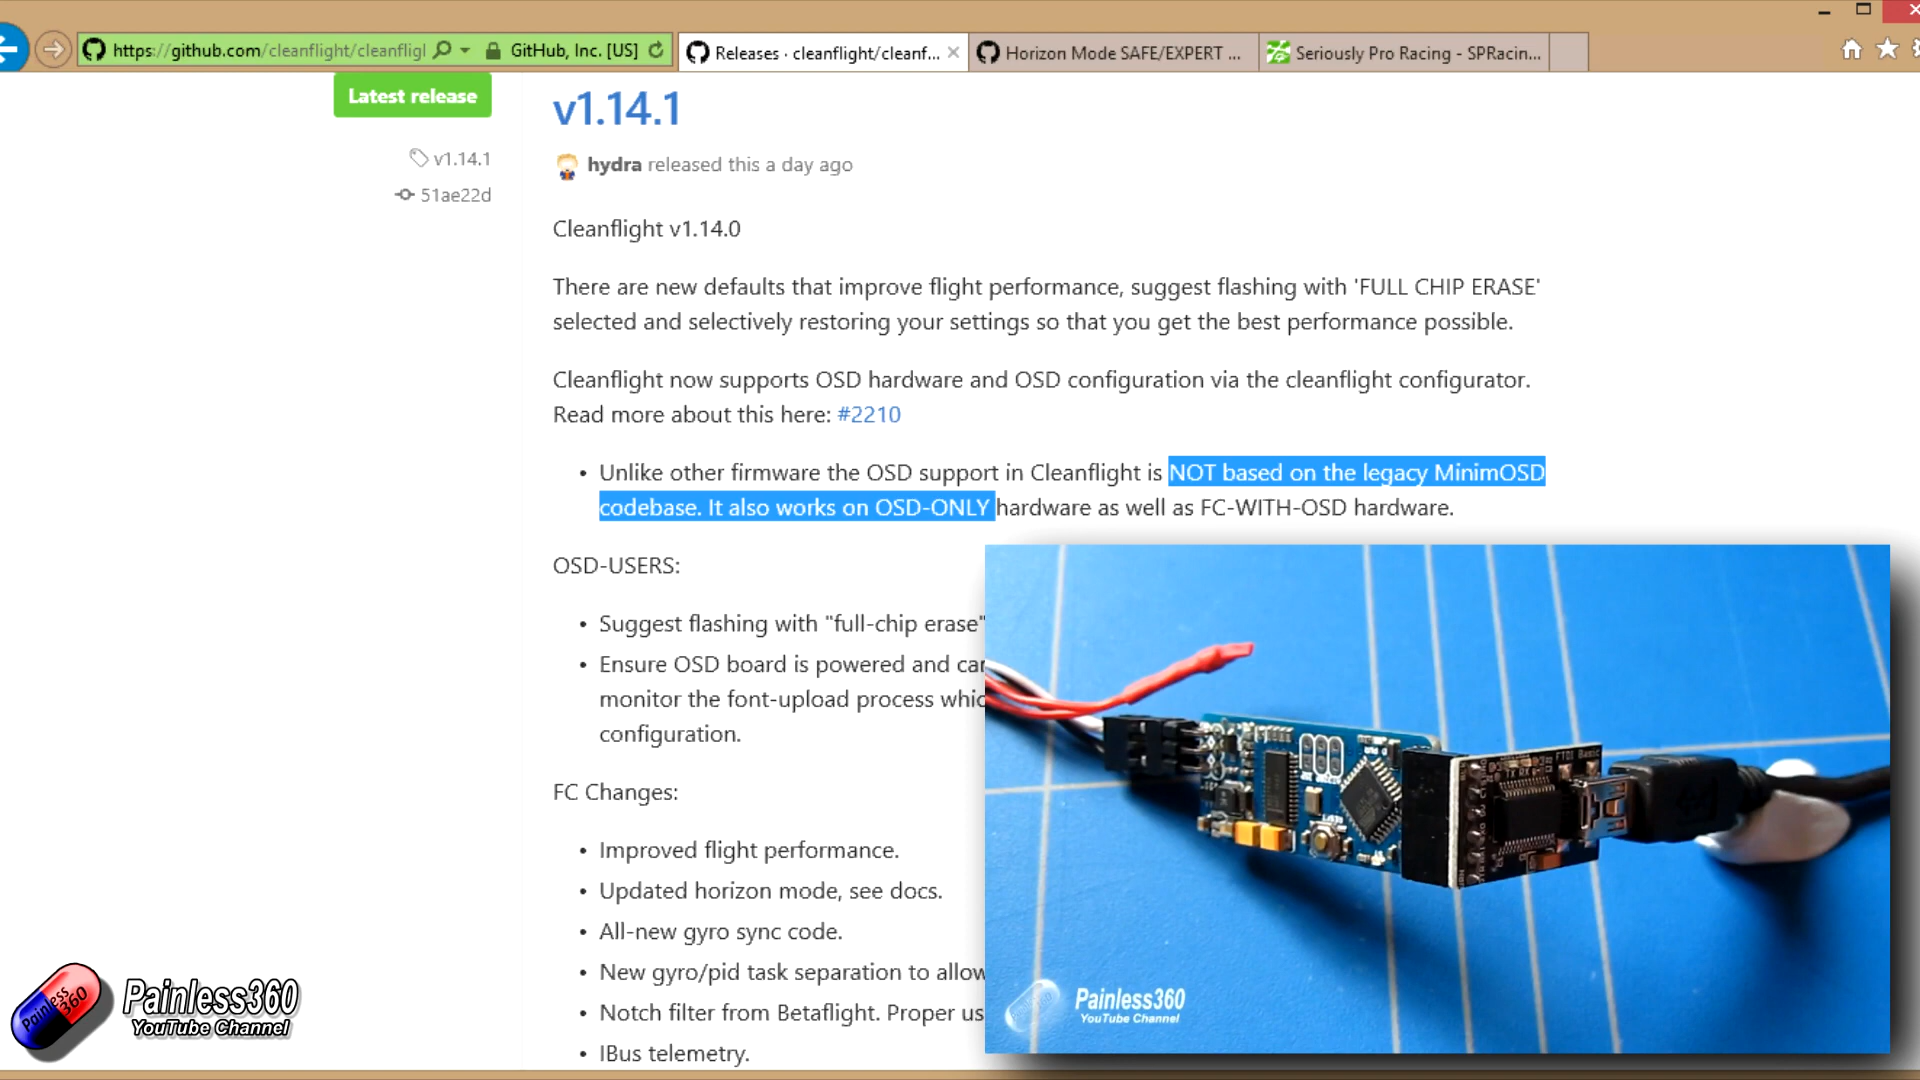 https://github.com/cleanflight/cleanfligl
GitHub, Inc. [US]
Releases · cleanflight/cleanf...
Horizon Mode SAFE/EXPERT ...
Seriously Pro Racing - SPRacin...
Latest release
v1.14.1
v1.14.1
51ae22d
hydra released this a day ago
Cleanflight v1.14.0
There are new defaults that improve flight performance, suggest flashing with 'FULL CHIP ERASE'
selected and selectively restoring your settings so that you get the best performance possible.
Cleanflight now supports OSD hardware and OSD configuration via the cleanflight configurator.
Read more about this here: #2210
• Unlike other firmware the OSD support in Cleanflight is NOT based on the legacy MinimOSD
codebase. It also works on OSD-ONLY hardware as well as FC-WITH-OSD hardware.
OSD-USERS:
• Suggest flashing with "full-chip erase"
• Ensure OSD board is powered and can
monitor the font-upload process whic
configuration.
FC Changes:
• Improved flight performance.
• Updated horizon mode, see docs.
• All-new gyro sync code.
• New gyro/pid task separation to allow
• Notch filter from Betaflight. Proper us
• IBus telemetry.
FTDI Basic
TX RX
Painless360
Painless360
YouTube Channel
Painless360
YouTube Channel